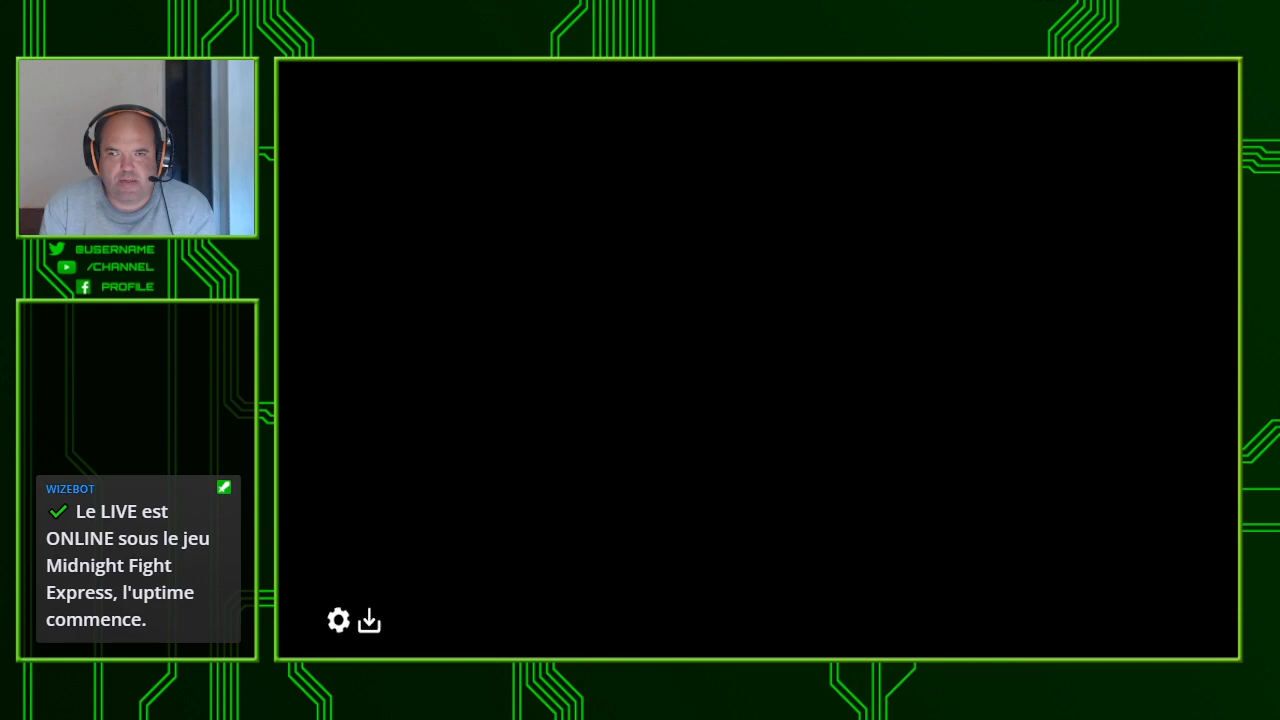 @USERNAME
/CHANNEL
PROFILE
WIZEBOT
Le LIVE est
ONLINE sous le jeu
Midnight Fight
Express, l'uptime
commence.